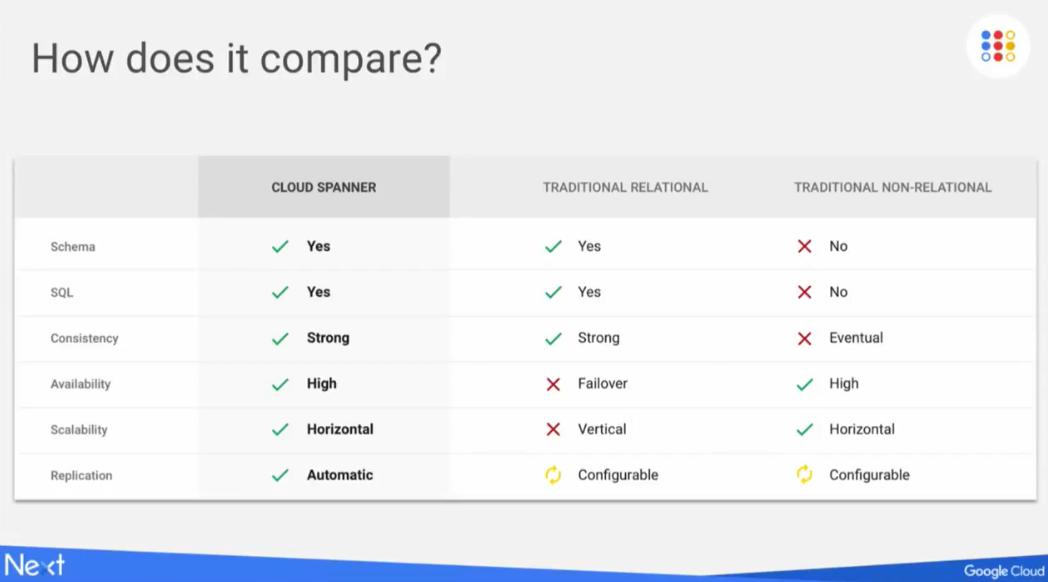 How does it compare?
CLOUD SPANNER TRADITIONAL RELATIONAL TRADITIONAL NON-RELATIONAL
Schema Yes Yes No
SQL Yes Yes No
Consistency Strong Strong Eventual
Availability High Failover High
Scalability Horizontal Vertical Horizontal
Replication Automatic Configurable Configurable
Next
Google Cloud